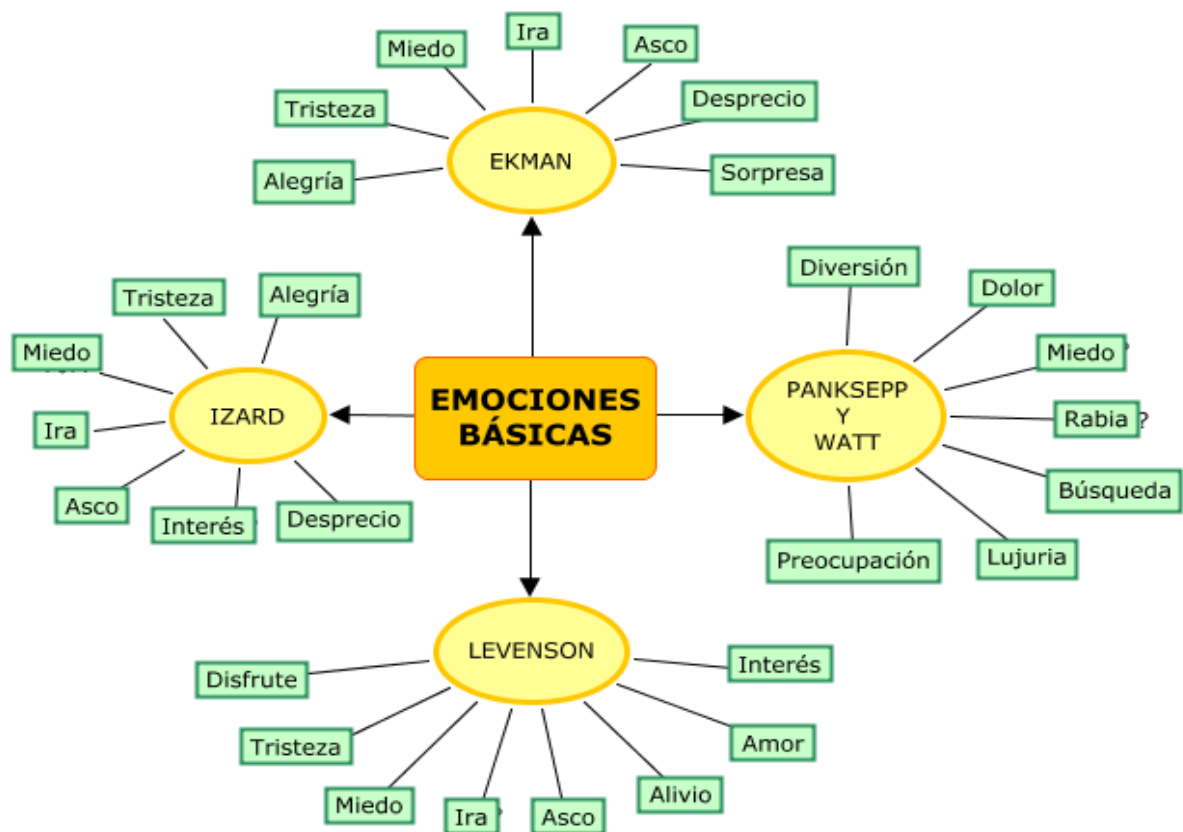 Ira
Miedo
Asco
Tristeza
Desprecio
Alegría
Sorpresa
EKMAN
Diversión
Dolor
Miedo
Rabia ?
Búsqueda
Lujuria
Preocupación
PANKSEPP
Y
WATT
Tristeza
Alegría
Miedo
Ira
Asco
Interés
Desprecio
IZARD
EMOCIONES
BÁSICAS
LEVENSON
Disfrute
Interés
Tristeza
Amor
Miedo
Ira
Asco
Alivio